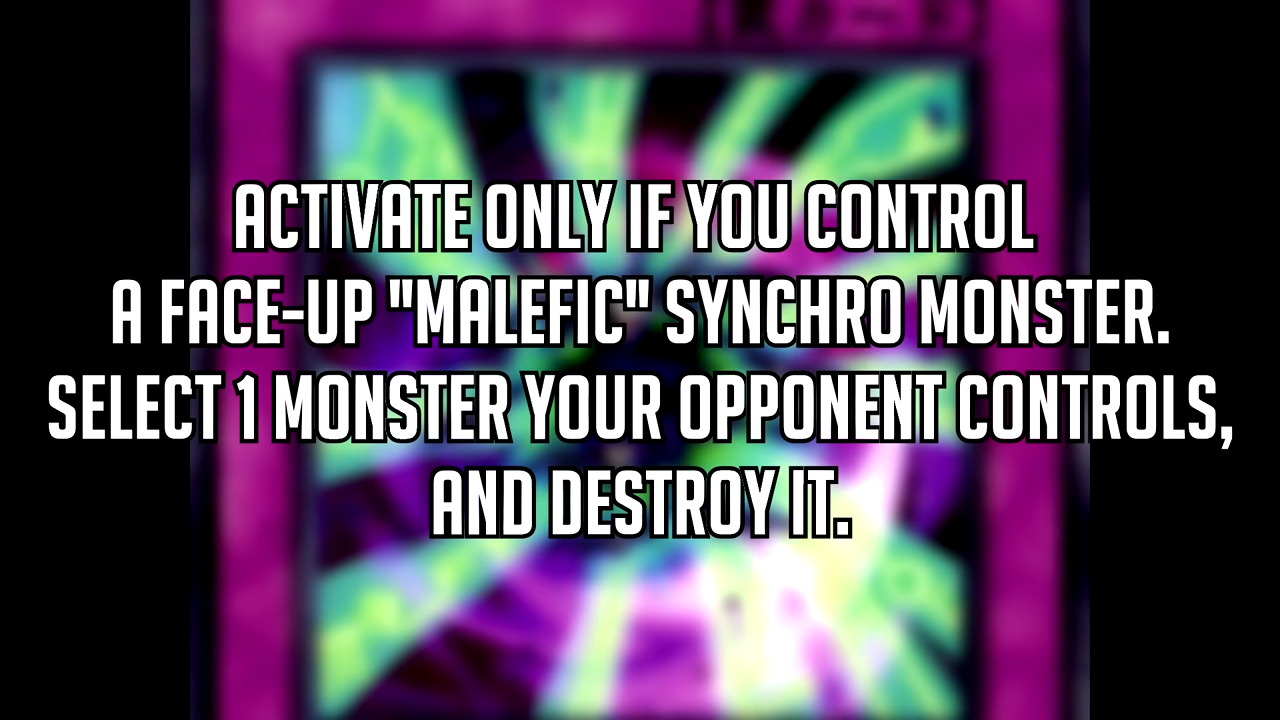 ACTIVATE ONLY IF YOU CONTROL
A FACE-UP "MALEFIC" SYNCHRO MONSTER.
SELECT 1 MONSTER YOUR OPPONENT CONTROLS,
AND DESTROY IT.